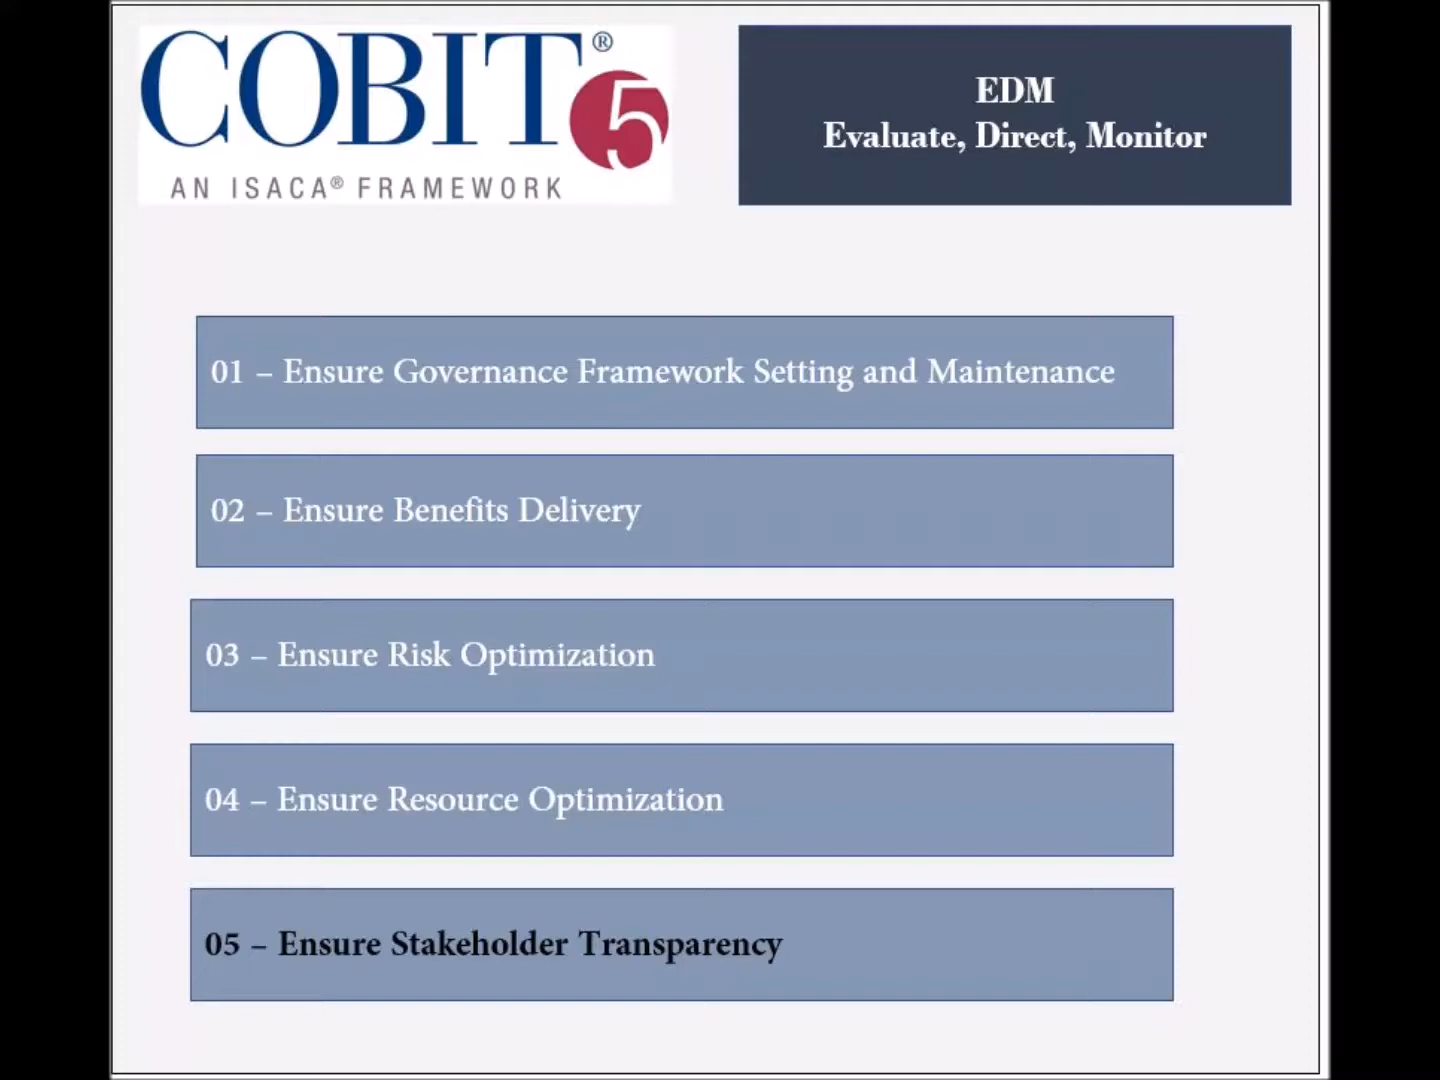 COBIT® 5
AN ISACA® FRAMEWORK
EDM
Evaluate, Direct, Monitor
01 – Ensure Governance Framework Setting and Maintenance
02 – Ensure Benefits Delivery
03 – Ensure Risk Optimization
04 – Ensure Resource Optimization
05 – Ensure Stakeholder Transparency